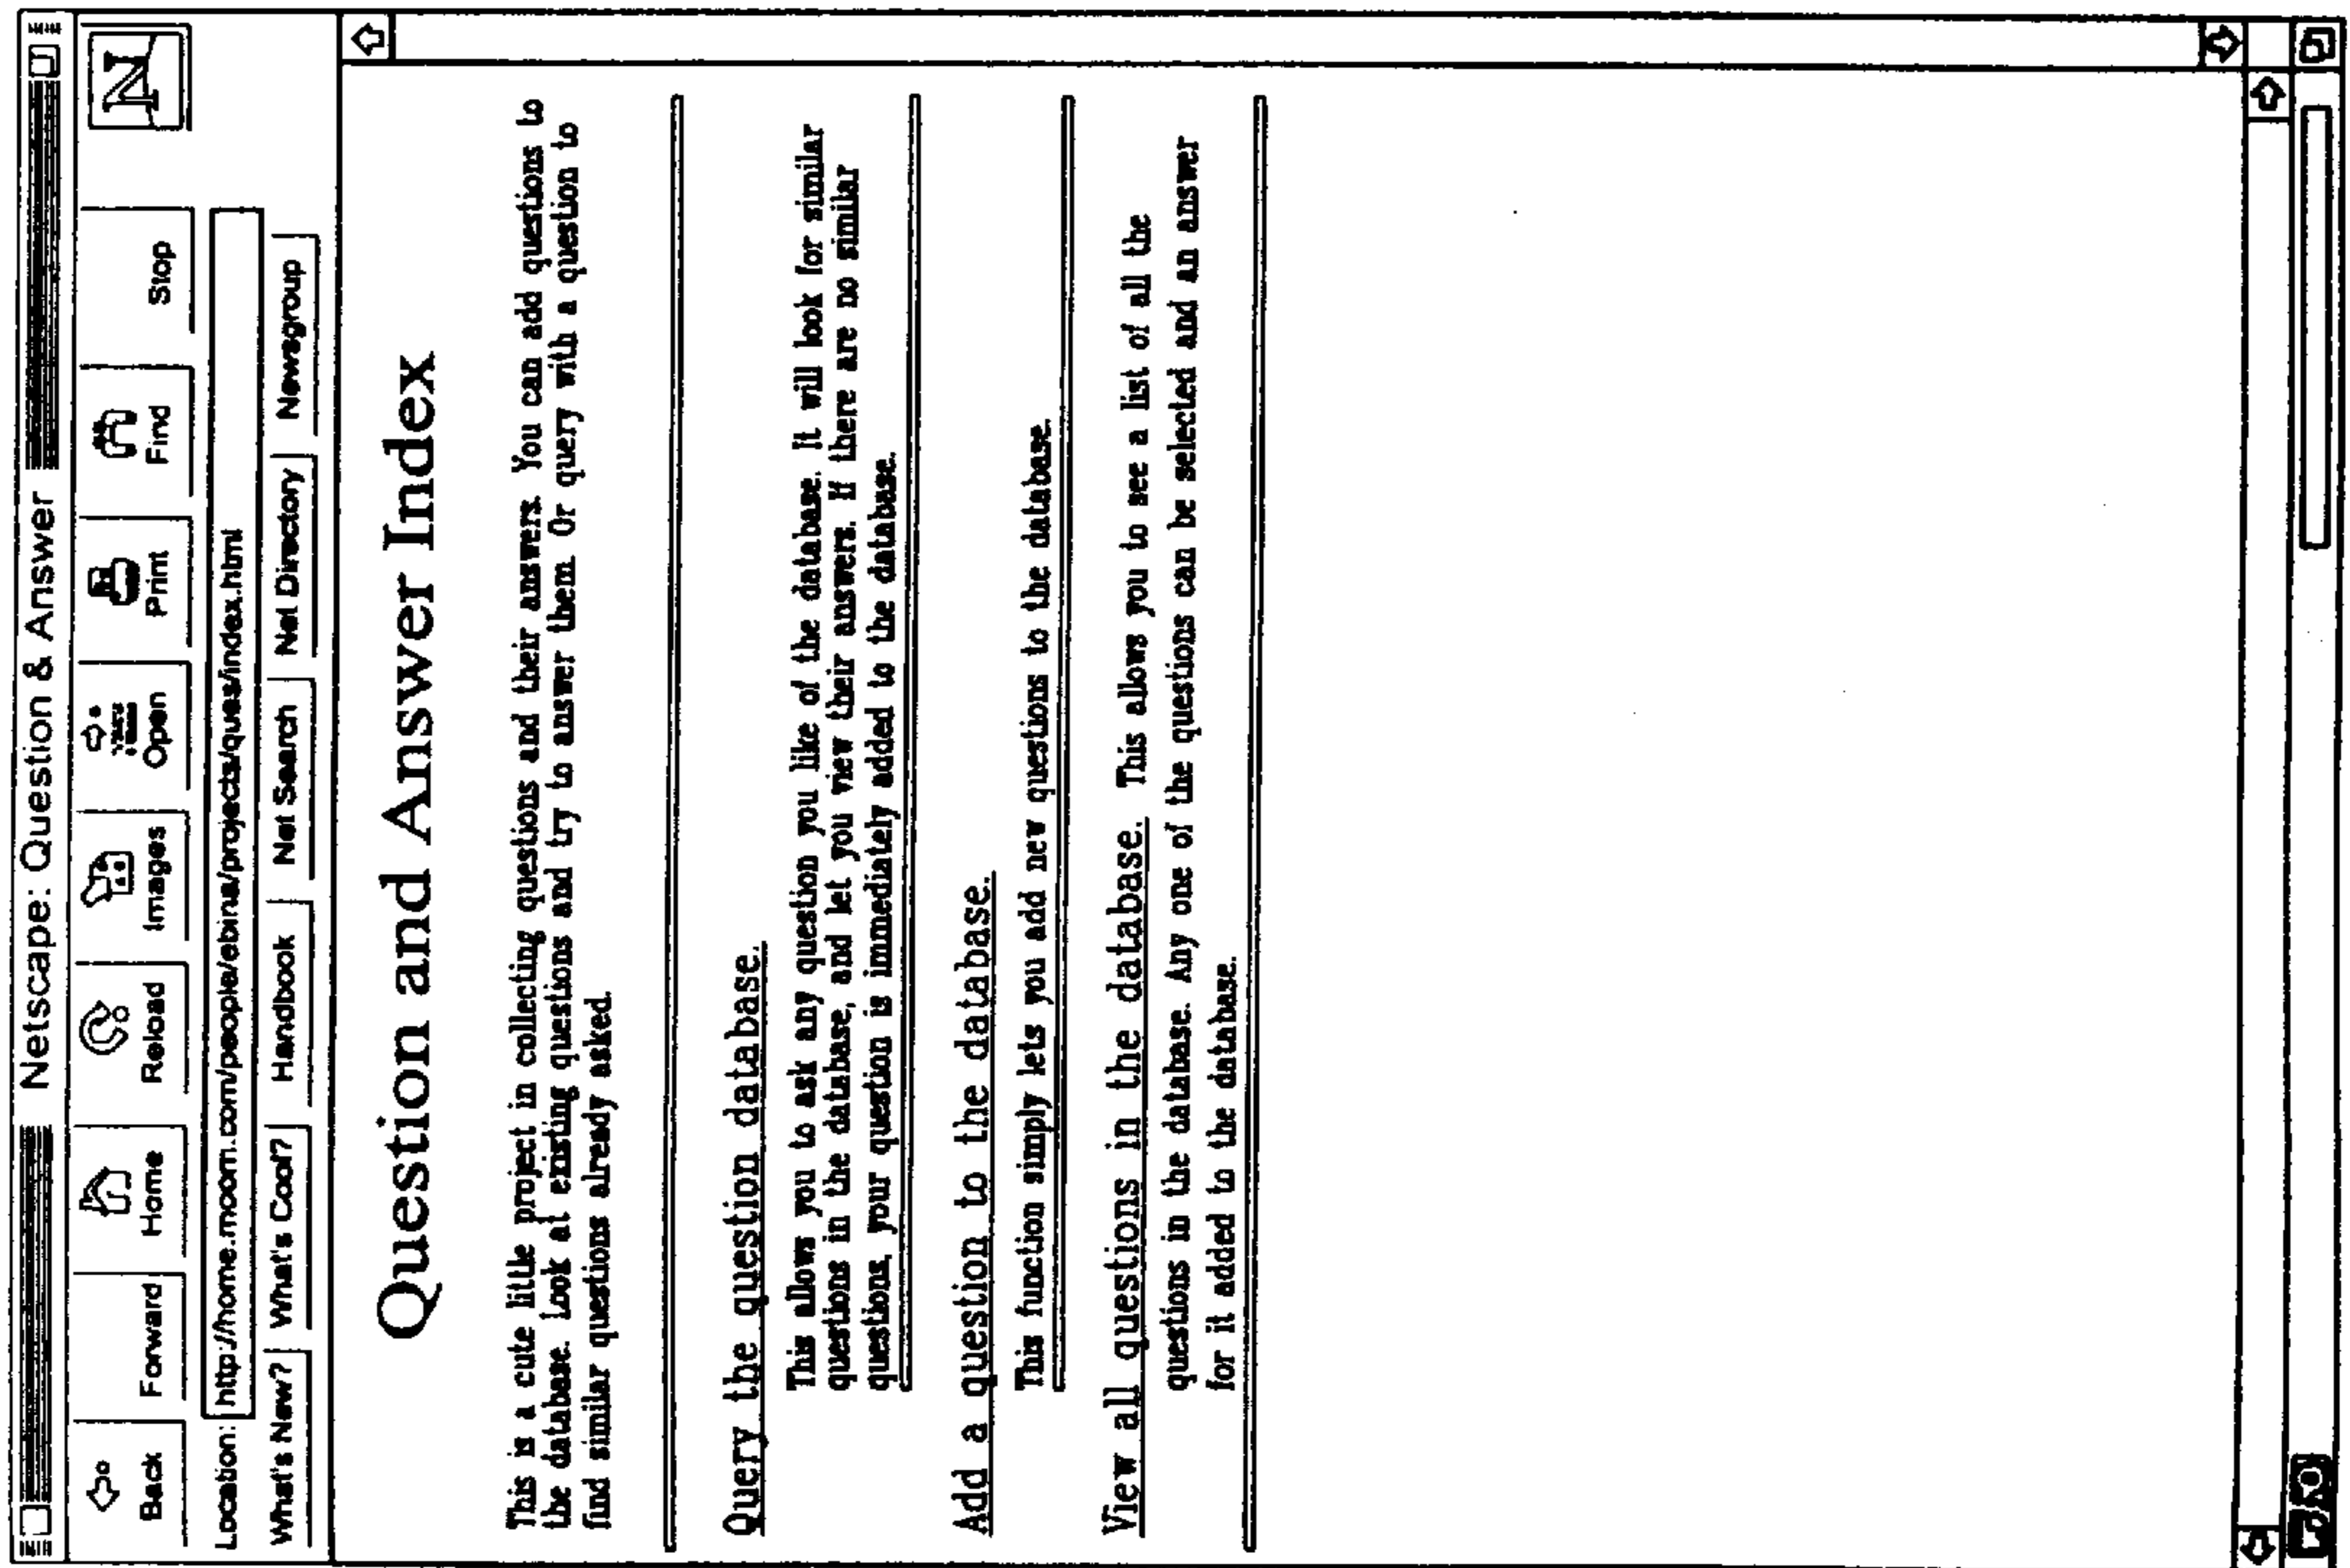 Netscape: Question & Answer
Back Forward Home Reload Images Open Print Find Stop
N
Location: http://home.mcom.com/people/ebina/projects/ques/index.html
What's New? What's Cool? Handbook Net Search Net Directory Newsgroup
Question and Answer Index
This is a cute little project in collecting questions and their answers. You can add questions to
the database. Look at existing questions and try to answer them. Or query with a question to
find similar questions already asked.
Query the question database.
This allows you to ask any question you like of the database. It will look for similar
questions in the database, and let you view their answers. If there are no similar
questions, your question is immediately added to the database.
Add a question to the database.
This function simply lets you add new questions to the database.
View all questions in the database. This allows you to see a list of all the
questions in the database. Any one of the questions can be selected and an answer
for it added to the database.